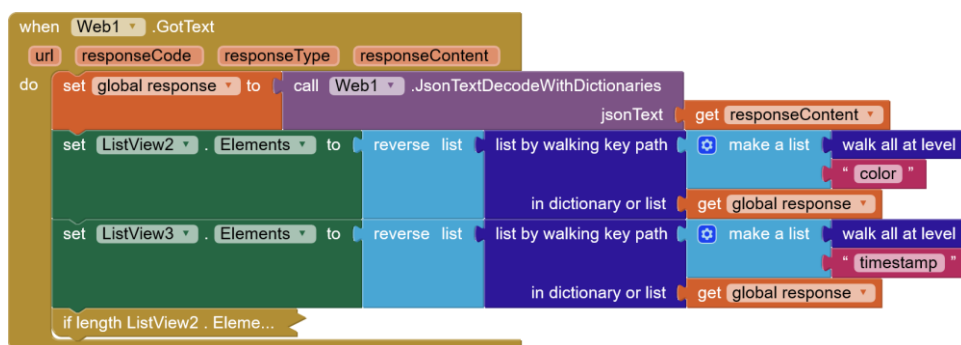 when Web1 .GotText
url responseCode responseType responseContent
do set global response to call Web1 .JsonTextDecodeWithDictionaries
jsonText get responseContent
set ListView2 . Elements to reverse list list by walking key path make a list walk all at level
" color "
in dictionary or list get global response
set ListView3 . Elements to reverse list list by walking key path make a list walk all at level
" timestamp "
in dictionary or list get global response
if length ListView2 . Eleme...